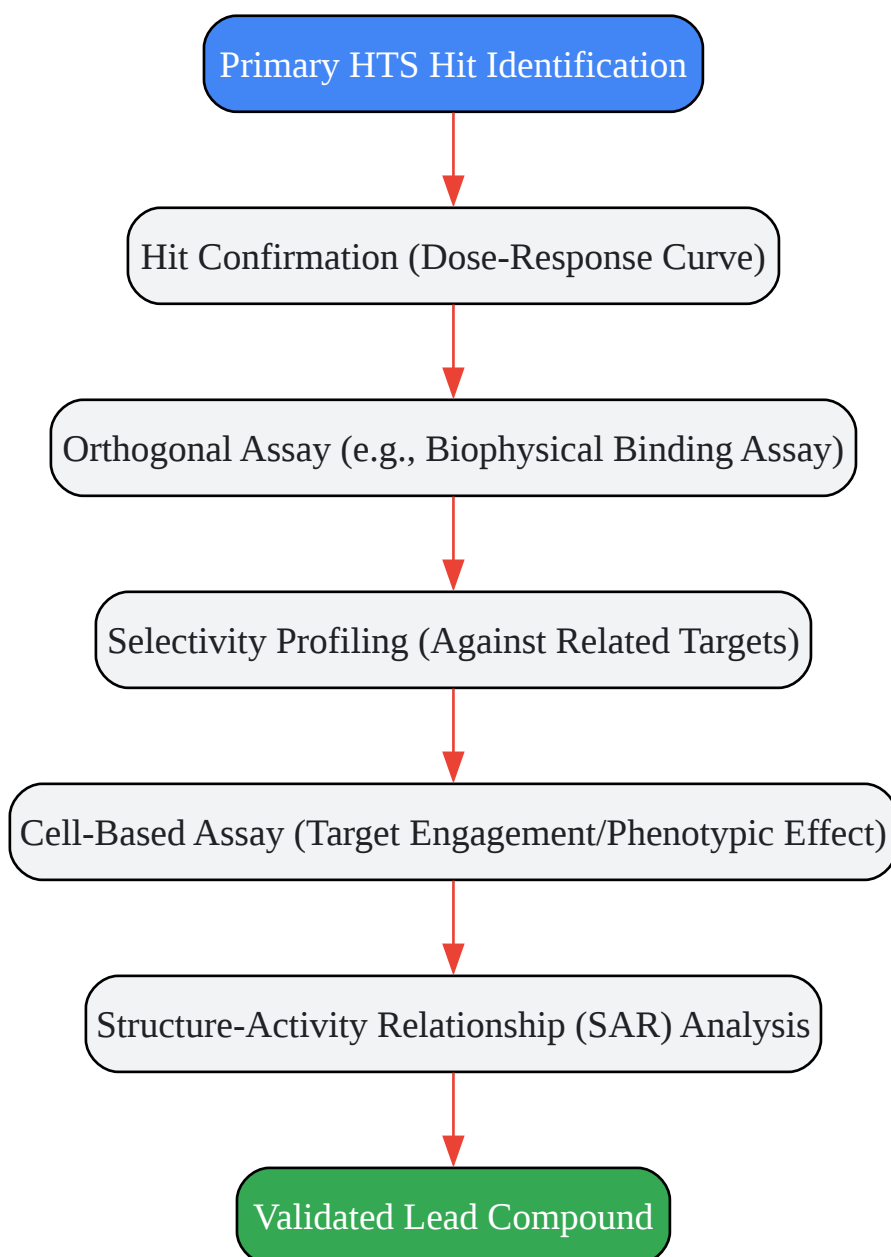 Primary HTS Hit Identification
Hit Confirmation (Dose-Response Curve)
Orthogonal Assay (e.g., Biophysical Binding Assay)
Selectivity Profiling (Against Related Targets)
Cell-Based Assay (Target Engagement/Phenotypic Effect)
Structure-Activity Relationship (SAR) Analysis
Validated Lead Compound